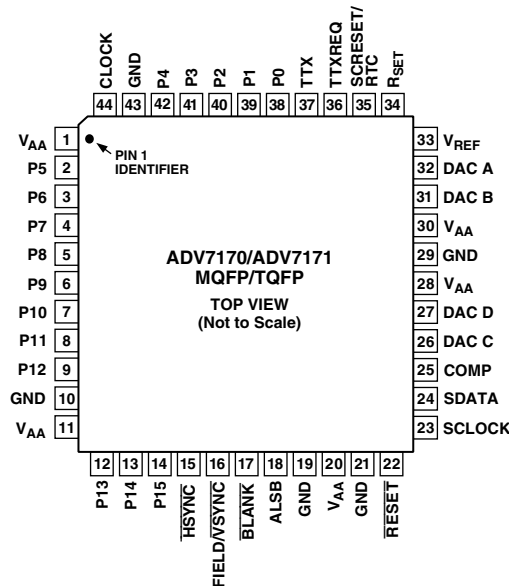 CLOCK
GND
P4
P3
P2
P1
P0
TTX
TTXREQ
SCRESET/
RTC
RSET
44 43 42 41 40 39 38 37 36 35 34
VAA 1
P5 2
P6 3
P7 4
P8 5
P9 6
P10 7
P11 8
P12 9
GND 10
VAA 11
PIN 1
IDENTIFIER
ADV7170/ADV7171
MQFP/TQFP
TOP VIEW
(Not to Scale)
33 VREF
32 DAC A
31 DAC B
30 VAA
29 GND
28 VAA
27 DAC D
26 DAC C
25 COMP
24 SDATA
23 SCLOCK
12 13 14 15 16 17 18 19 20 21 22
P13
P14
P15
HSYNC
FIELD/VSYNC
BLANK
ALSB
GND
VAA
GND
RESET